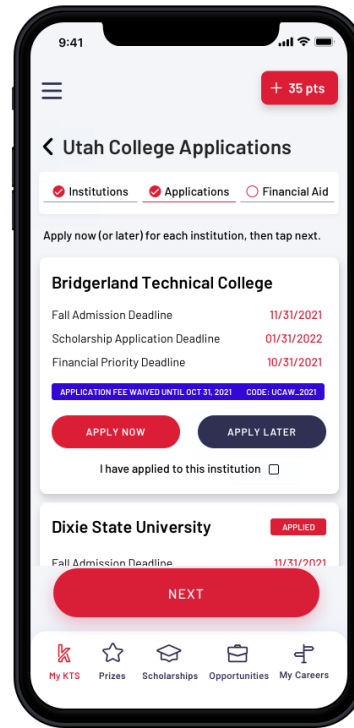 9:41
+ 35 pts
Utah College Applications
Institutions Applications Financial Aid
Apply now (or later) for each institution, then tap next.
Bridgerland Technical College
Fall Admission Deadline 11/31/2021
Scholarship Application Deadline 01/31/2022
Financial Priority Deadline 10/31/2021
APPLICATION FEE WAIVED UNTIL OCT 31, 2021 CODE: UCAW_2021
APPLY NOW APPLY LATER
I have applied to this institution
Dixie State University APPLIED
Fall Admission Deadline 11/31/2021
NEXT
My KTS Prizes Scholarships Opportunities My Careers